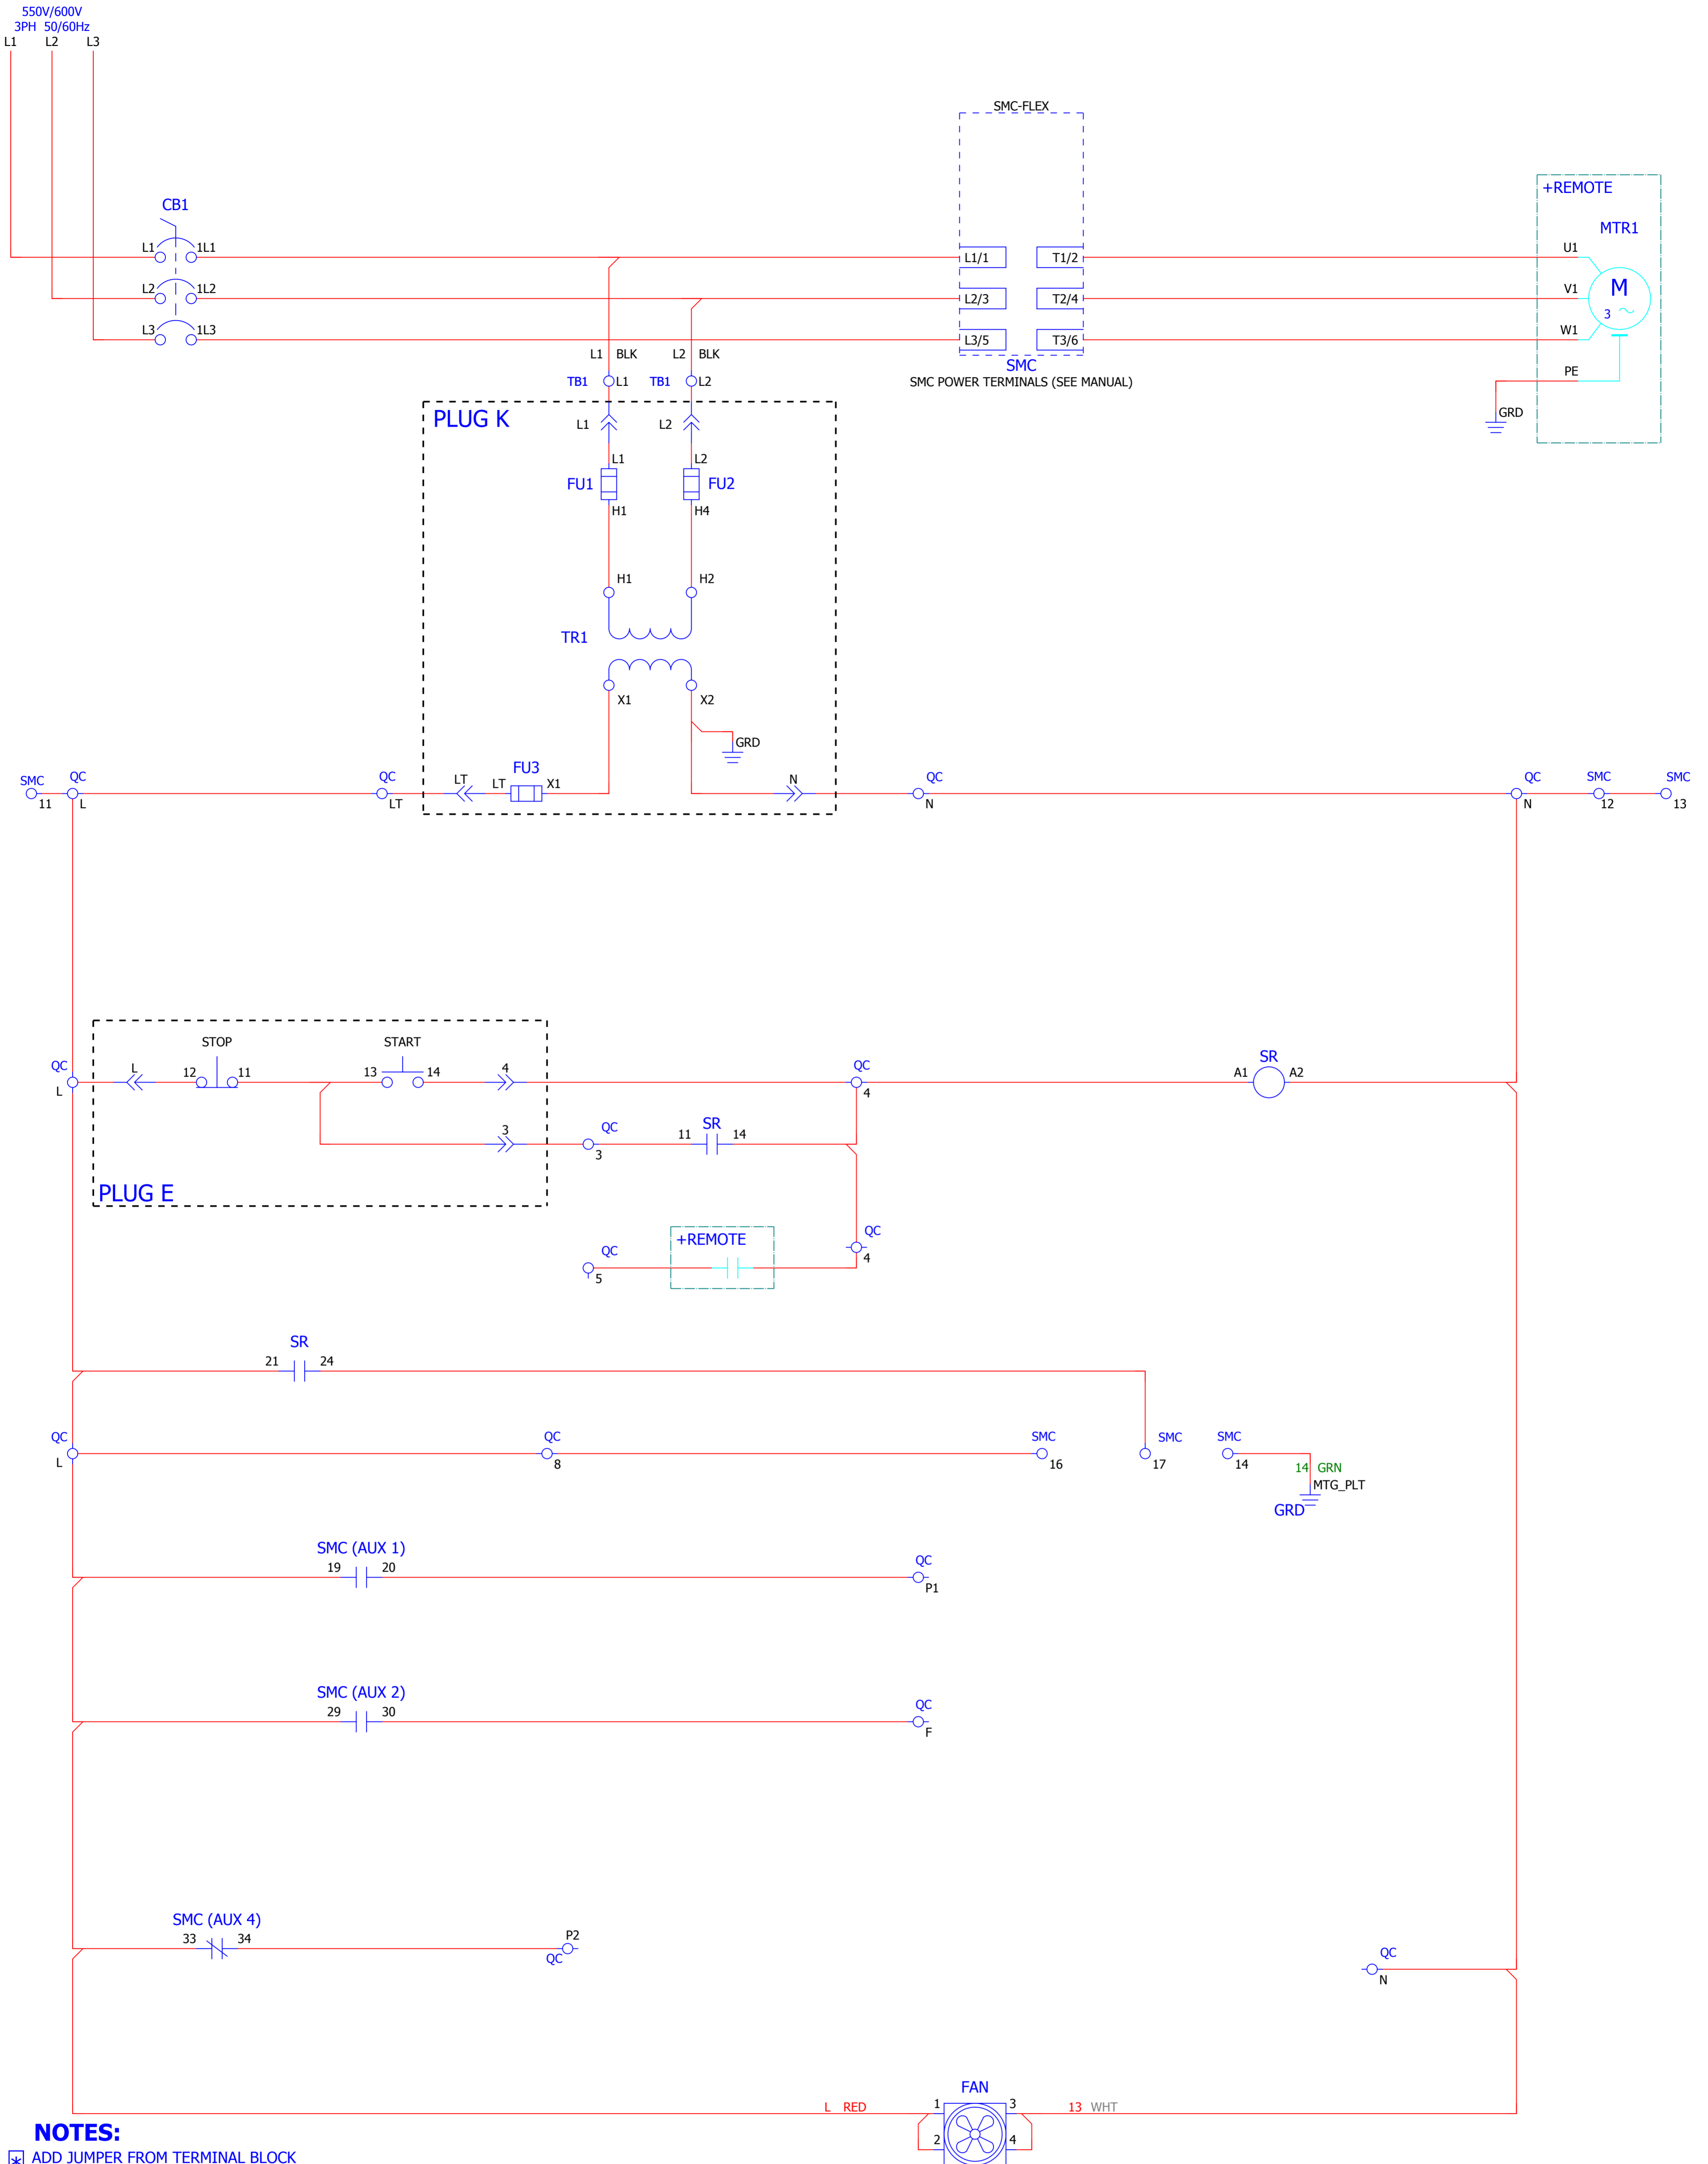 550V/600V
3PH 50/60Hz
L1 L2 L3
SMC-FLEX
+REMOTE
CB1
MTR1
L1 1L1 L1/1 T1/2 U1
L2 1L2 L2/3 T2/4 V1
M
3
L3 1L3 L3/5 T3/6 W1
L1 BLK L2 BLK
SMC
PE
TB1 L1 TB1 L2
SMC POWER TERMINALS (SEE MANUAL)
PLUG K
GRD
L1 L2
L1 L2
FU1 FU2
H1 H4
H1 H2
TR1
X1 X2
GRD
FU3
SMC QC QC LT LT X1 N QC QC SMC SMC
11 L LT N N 12 13
STOP START
QC L 12 11 13 14 4 QC SR
L 4 A1 A2
3 QC 11 SR 14
3
PLUG E
QC
+REMOTE
QC 4
5
SR
21 24
QC QC SMC SMC SMC
L 8 16 17 14
14 GRN
MTG_PLT
GRD
SMC (AUX 1)
19 20 QC
P1
SMC (AUX 2)
29 30 QC
F
SMC (AUX 4)
33 34 P2
QC
QC
N
FAN
L RED 1 3 13 WHT
2 4
NOTES:
* ADD JUMPER FROM TERMINAL BLOCK